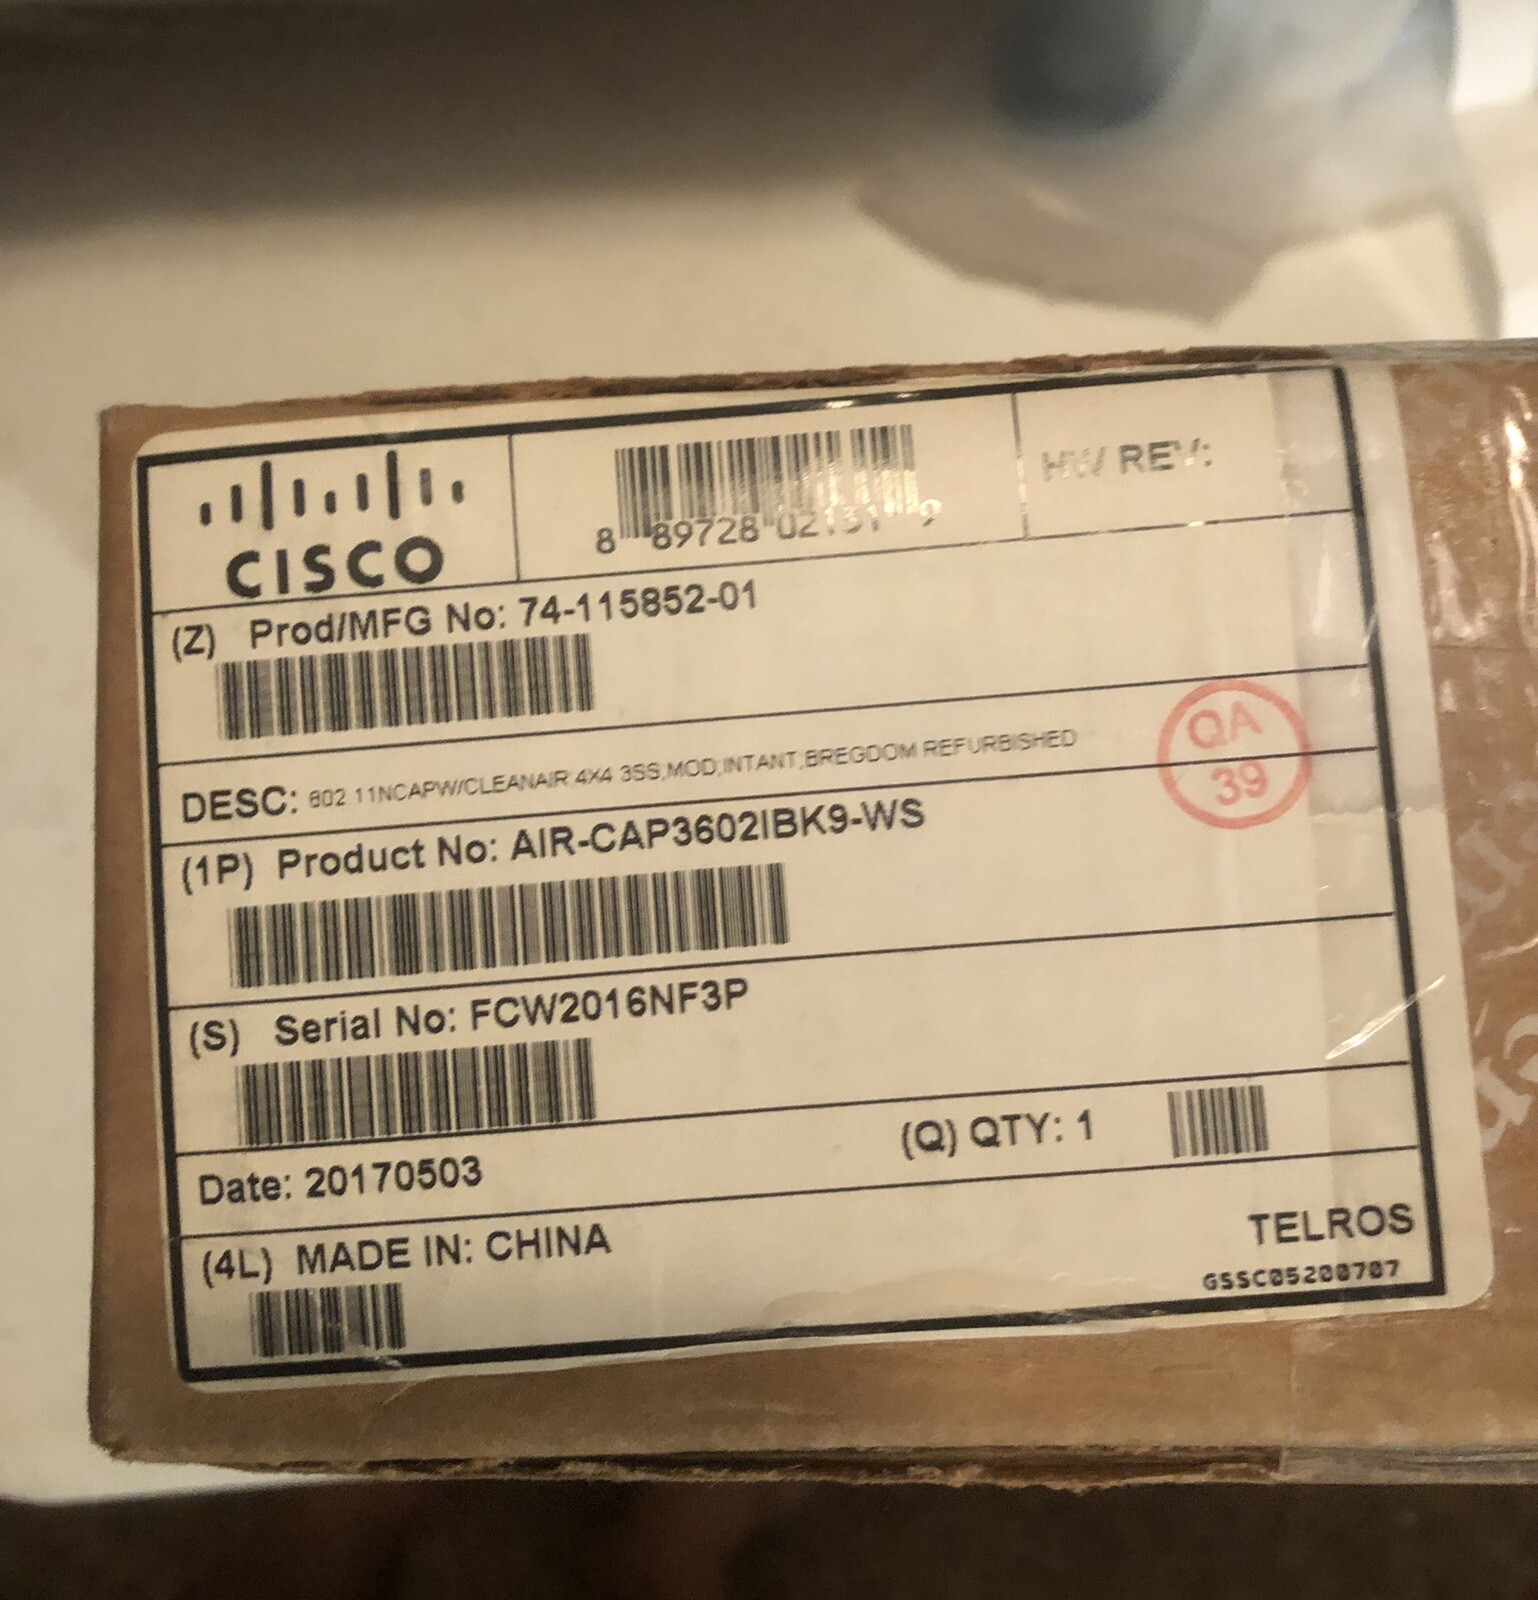 CISCO
8 89728
HW REV:
(Z) Prod/MFG No: 74-115852-01
DESC: 802 11NCAPW/CLEANAIR,4X4 3SS,MOD,INTANT,BREGDOM REFURBISHED
QA
39
(1P) Product No: AIR-CAP3602IBK9-WS
(S) Serial No: FCW2016NF3P
(Q) QTY: 1
Date: 20170503
(4L) MADE IN: CHINA
TELROS
GSSC05200707